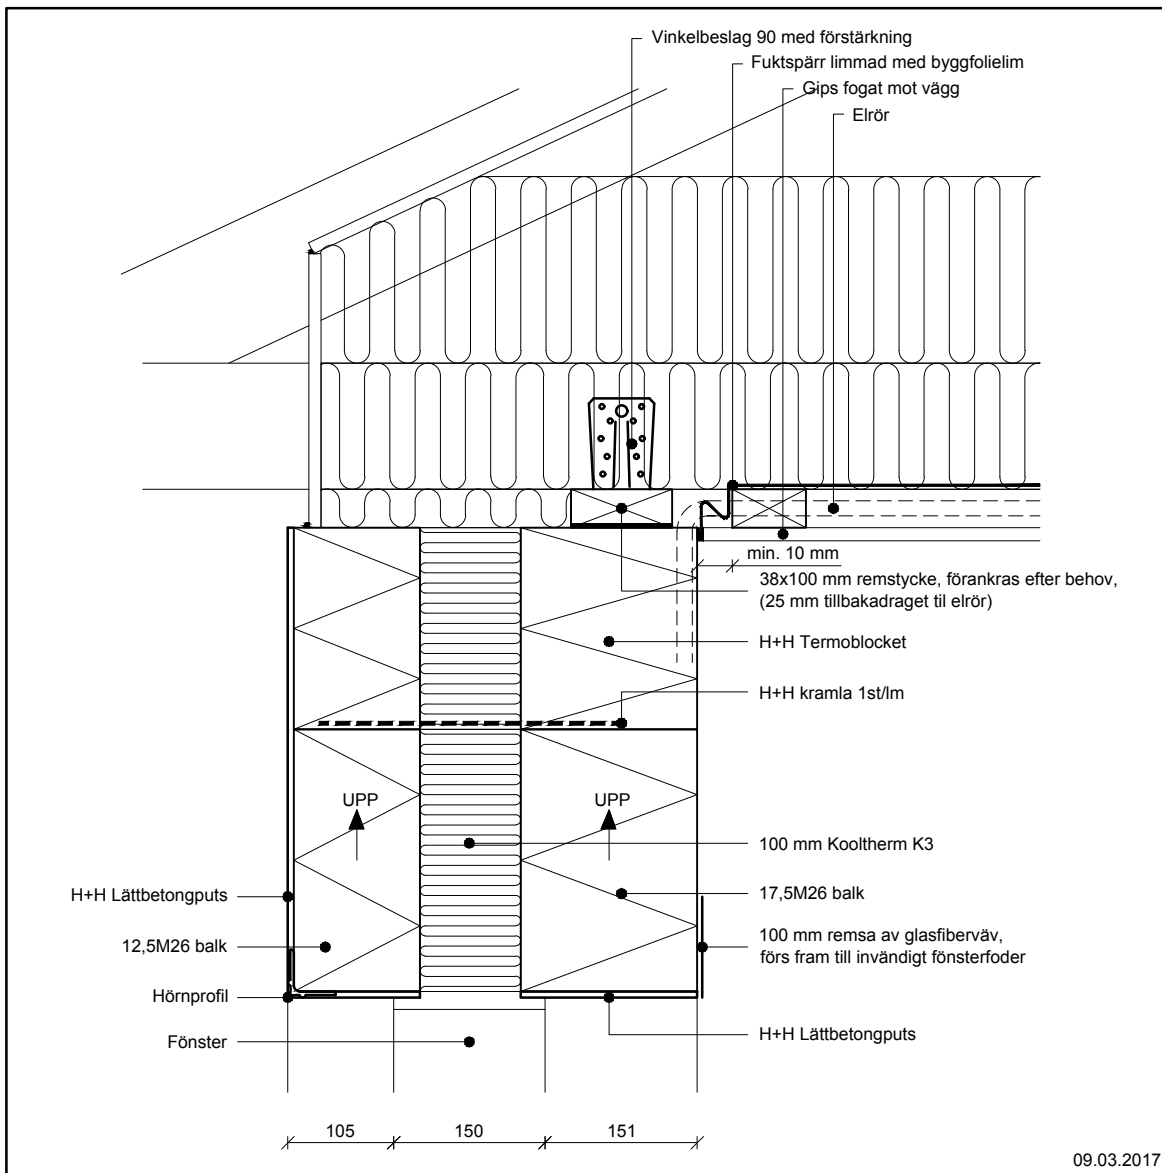 Vinkelbeslag 90 med förstärkning
Fuktspärr limmad med byggfolielim
Gips fogat mot vägg
Elrör
Elrör
min. 10 mm
38x100 mm remstycke, förankras efter behov,
(25 mm tillbakadraget til elrör)
H+H Termoblocket
H+H kramla 1st/lm
UPP
UPP
100 mm Kooltherm K3
H+H Lättbetongputs
17,5M26 balk
12,5M26 balk
100 mm remsa av glasfiberväv,
förs fram till invändigt fönsterfoder
Hörnprofil
H+H Lättbetongputs
Fönster
105
150
151
09.03.2017